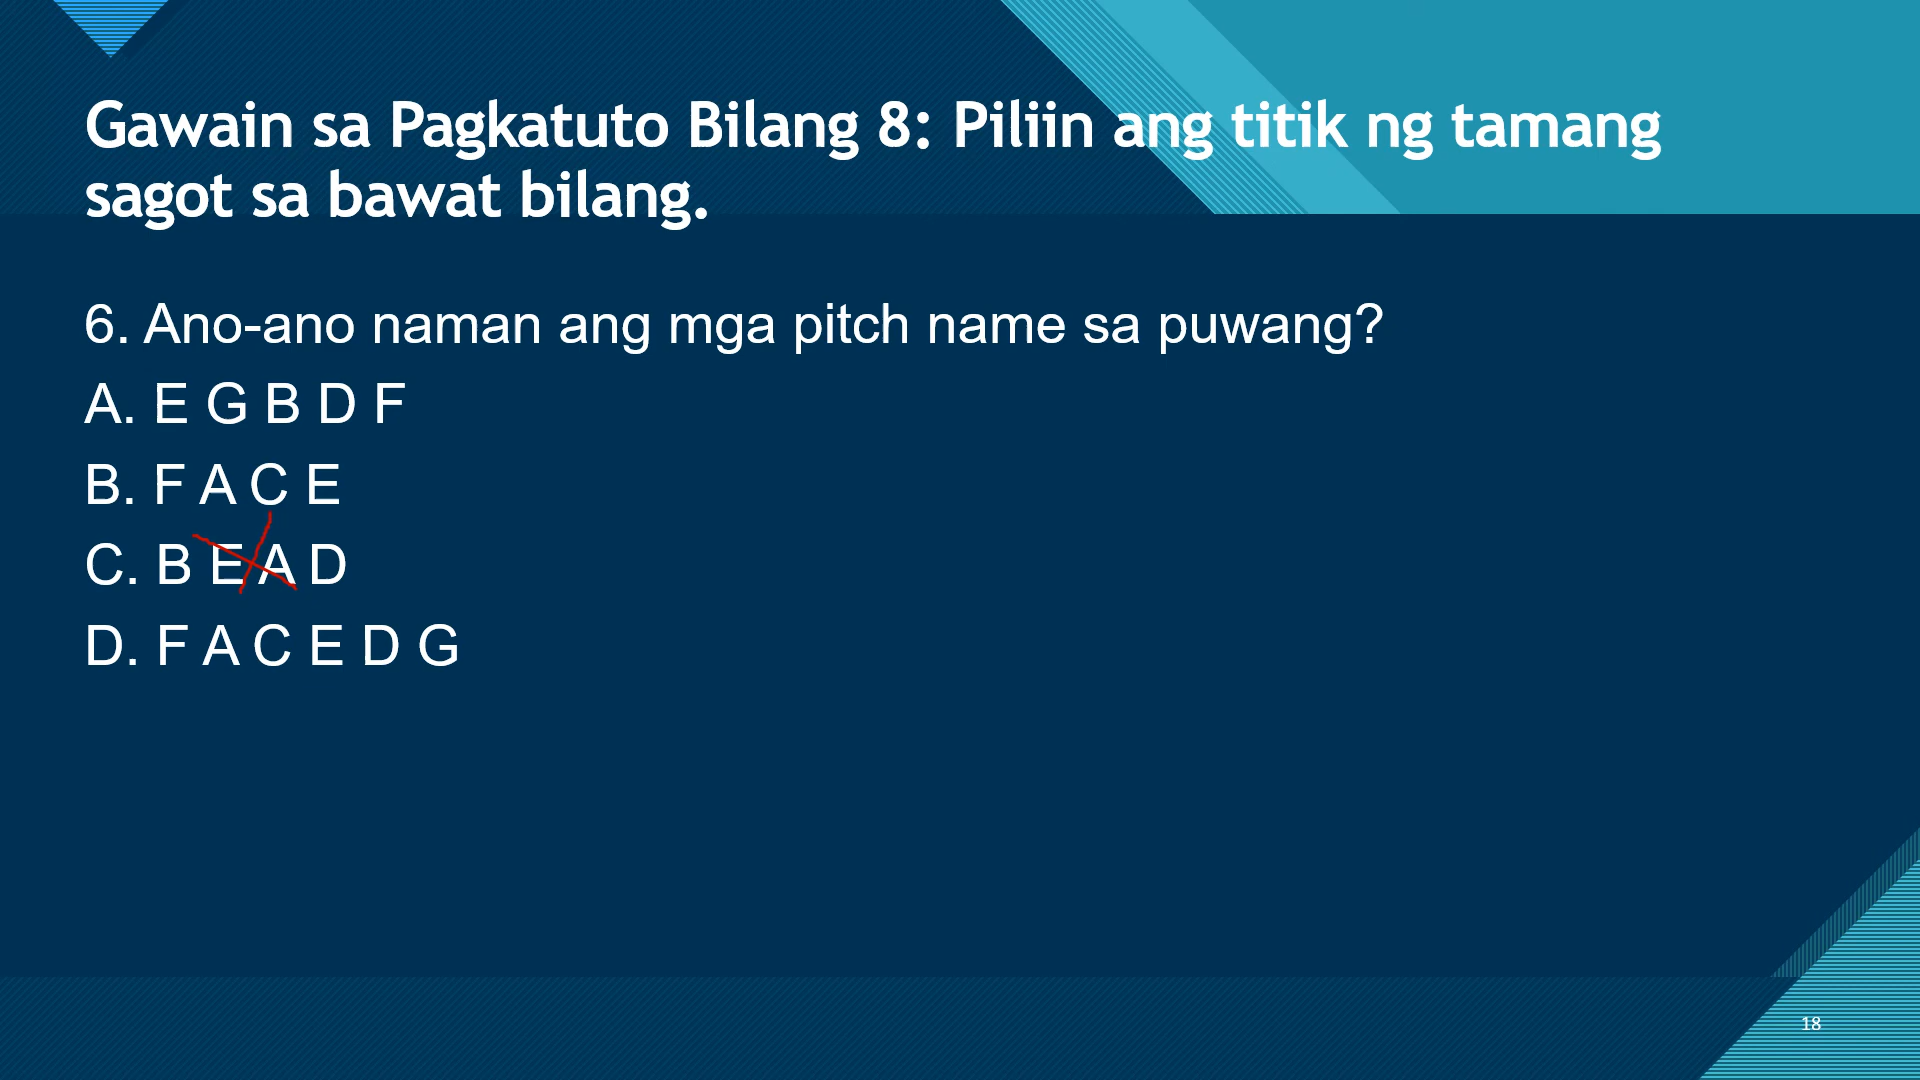 Gawain sa Pagkatuto Bilang 8: Piliin ang titik ng tamang
sagot sa bawat bilang.
6. Ano-ano naman ang mga pitch name sa puwang?
A. E G B D F
B. F A C E
C. B E A D
D. F A C E D G
18